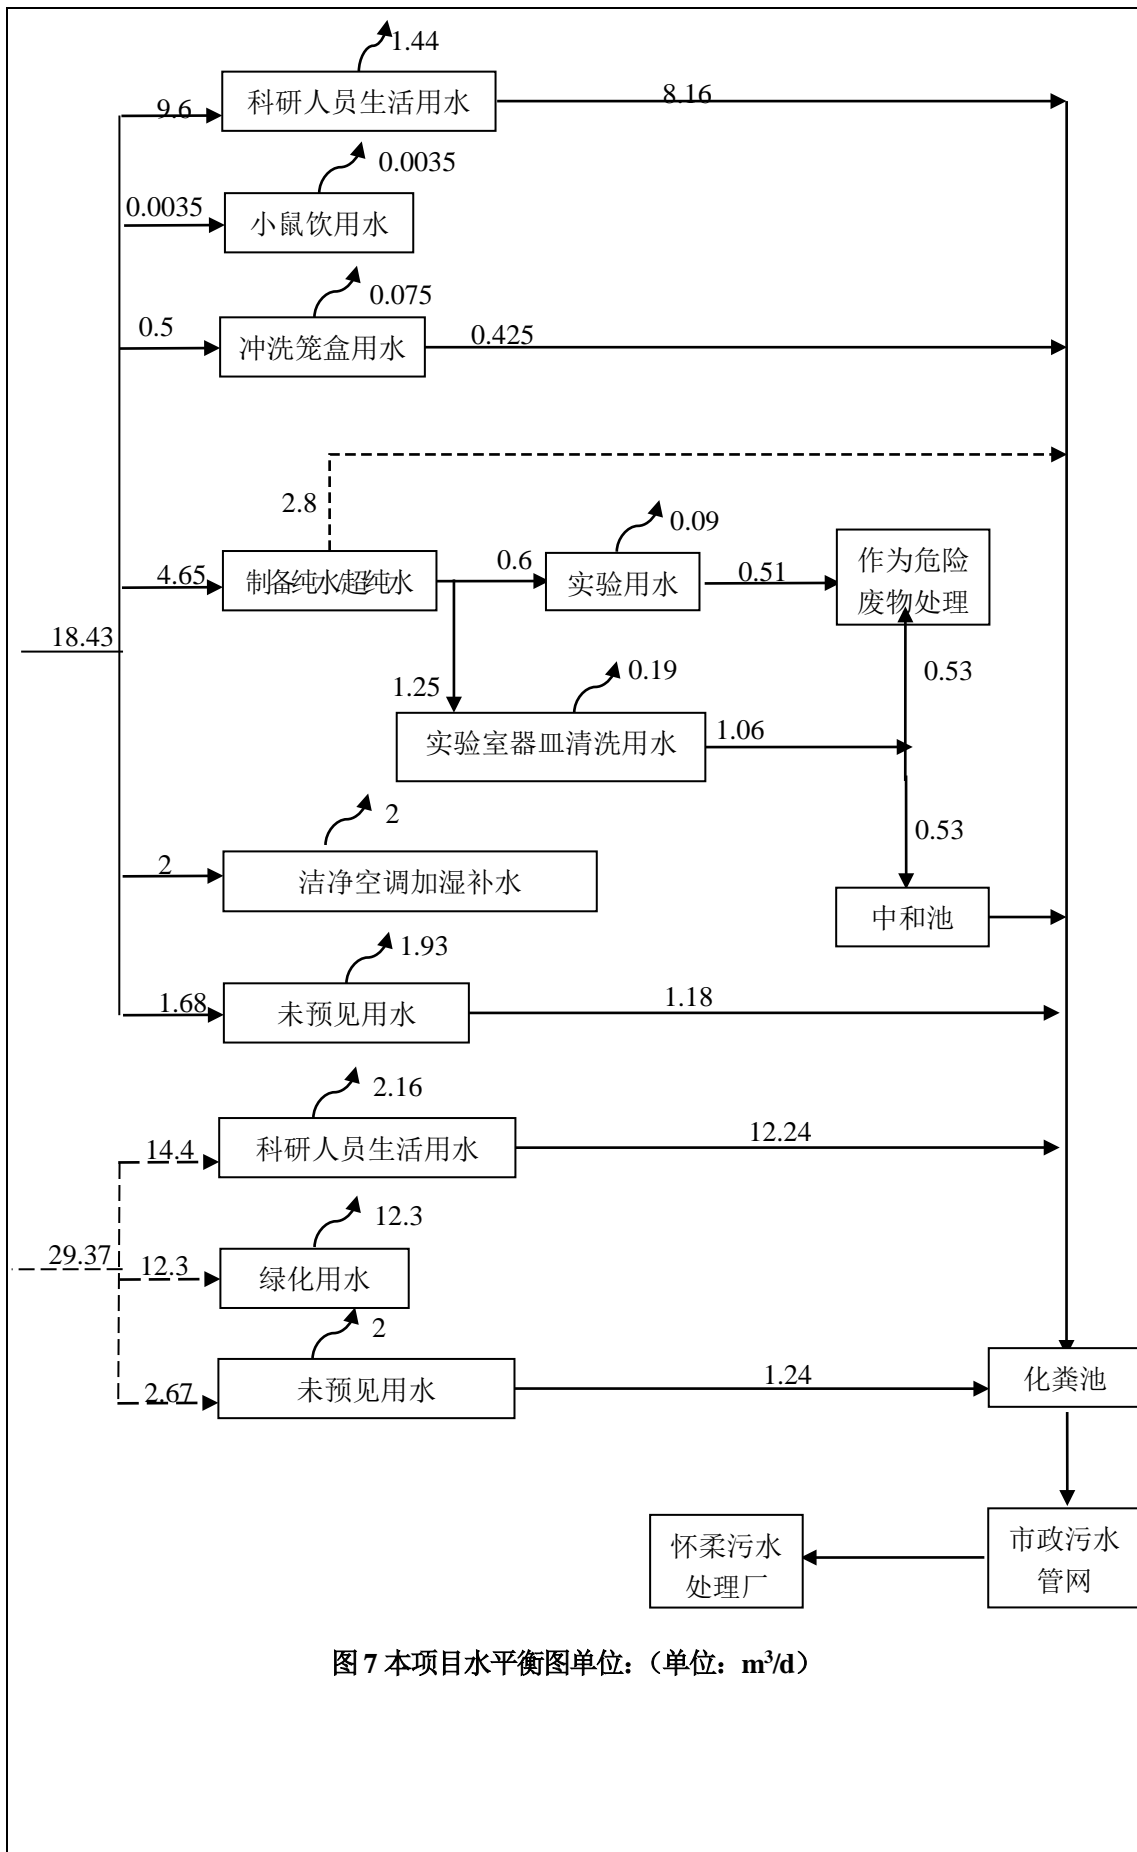 1.44
9.6
科研人员生活用水
8.16
0.0035
0.0035
小鼠饮用水
0.075
0.5
冲洗笼盒用水
0.425
2.8
0.09
4.65
制备纯水/超纯水
0.6
实验用水
0.51
作为危险
废物处理
18.43
0.19
0.53
1.25
实验室器皿清洗用水
1.06
2
0.53
2
洁净空调加湿补水
中和池
1.93
1.68
未预见用水
1.18
2.16
14.4
科研人员生活用水
12.24
12.3
29.37
12.3
绿化用水
2
2.67
未预见用水
1.24
化粪池
怀柔污水
处理厂
市政污水
管网
图 7 本项目水平衡图单位:（单位：m³/d）